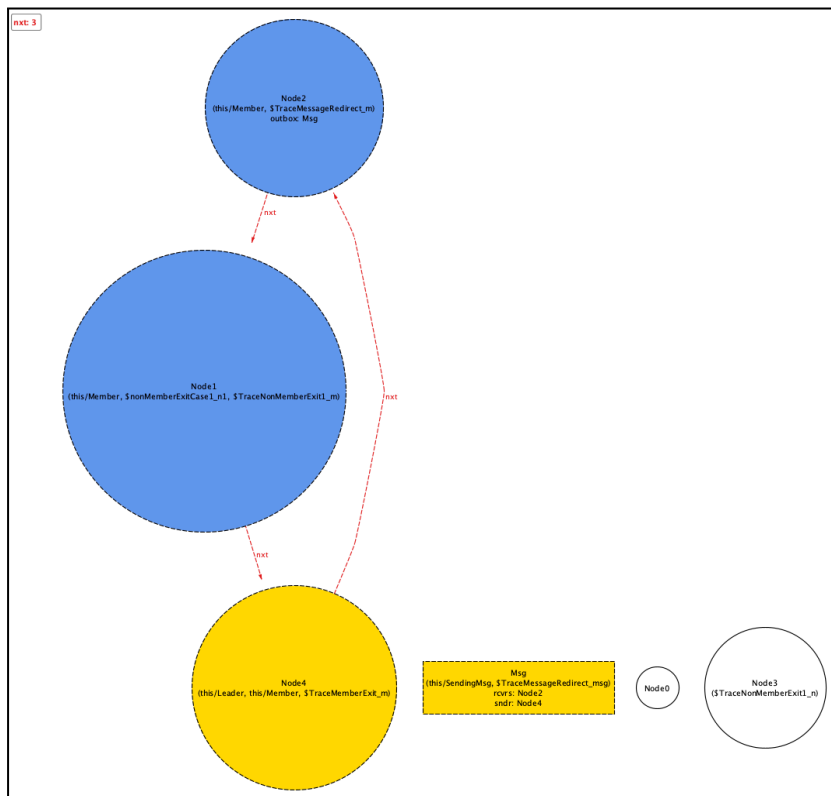 nxt: 3
Node2
(this/Member, $TraceMessageRedirect_m)
outbox: Msg
nxt
Node1
(this/Member, $nonMemberExitCase1_n1, $TraceNonMemberExit1_m)
nxt
nxt
Node4
(this/Leader, this/Member, $TraceMemberExit_m)
Msg
(this/SendingMsg, $TraceMessageRedirect_msg)
rcvrs: Node2
sndr: Node4
Node0
Node3
($TraceNonMemberExit1_n)